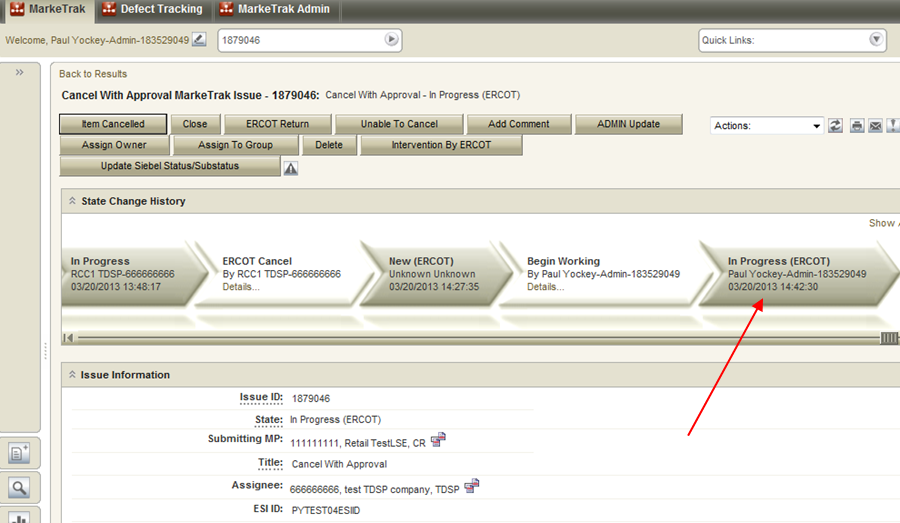 MarkeTrak Defect Tracking MarkeTrak Admin
Welcome, Paul Yockey-Admin-183529049 1879046 Quick Links:
»
Back to Results
Cancel With Approval MarkeTrak Issue - 1879046: Cancel With Approval - In Progress (ERCOT)
Item Cancelled Close ERCOT Return Unable To Cancel Add Comment ADMIN Update Actions:
Assign Owner Assign To Group Delete Intervention By ERCOT
Update Siebel Status/Substatus
State Change History
Show
In Progress ERCOT Cancel New (ERCOT) Begin Working In Progress (ERCOT)
RCC1 TDSP-666666666 By RCC1 TDSP-666666666 Unknown Unknown By Paul Yockey-Admin-183529049 Paul Yockey-Admin-183529049
03/20/2013 13:48:17 Details... 03/20/2013 14:27:35 Details... 03/20/2013 14:42:30
Issue Information
Issue ID: 1879046
State: In Progress (ERCOT)
Submitting MP: 111111111, Retail TestLSE, CR
Title: Cancel With Approval
Assignee: 666666666, test TDSP company, TDSP
ESI ID: PYTEST04ESIID